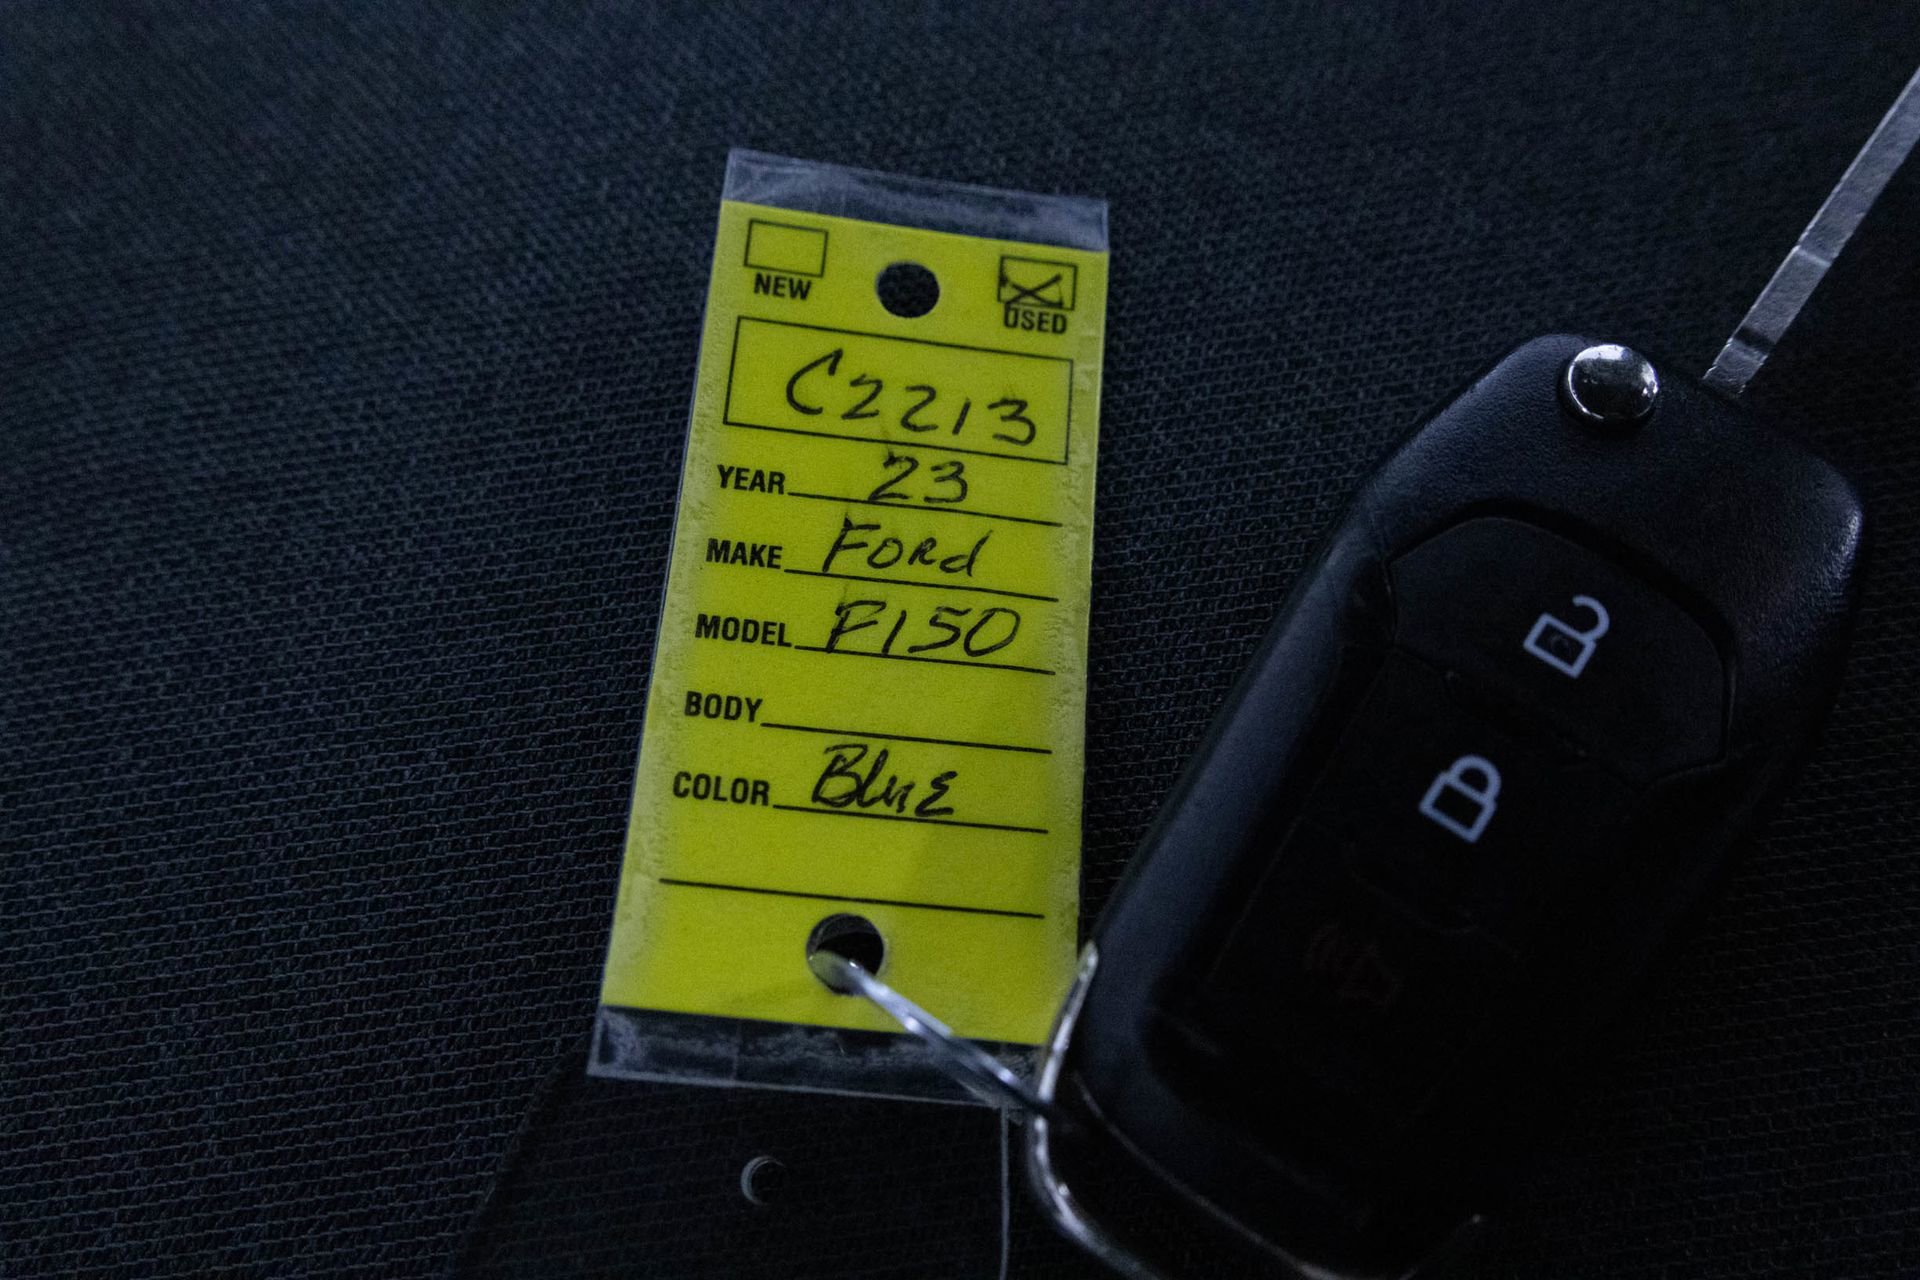 NEW USED
C2213
YEAR 23
MAKE FORd
MODEL F150
BODY
COLOR BluE